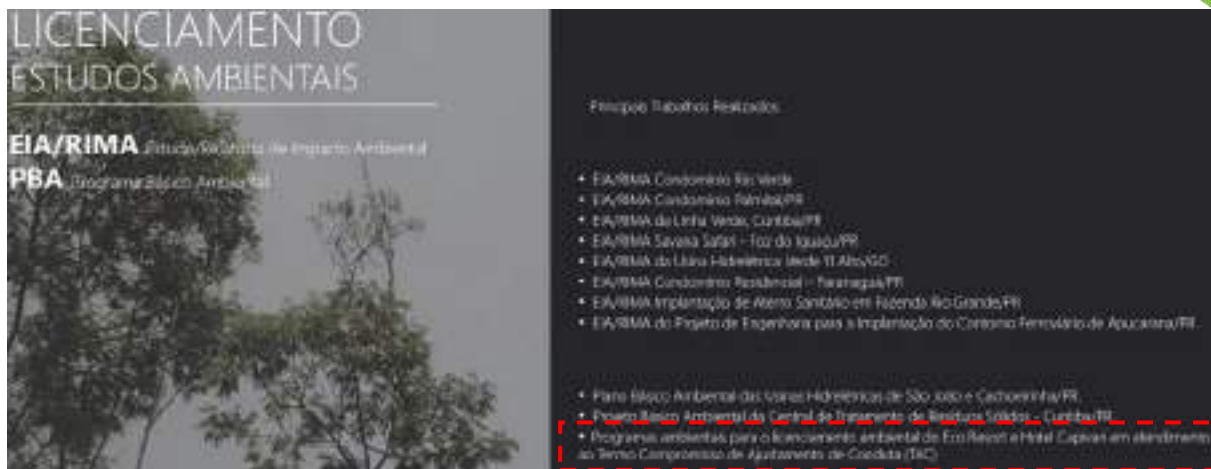 LICENCIAMENTO
ESTUDOS AMBIENTAIS
EIA/RIMA (Estudo/Relatório de Impacto Ambiental
PBA (Programa Básico Ambiental)
Principais Trabalhos Realizados
• EIA/RIMA Condomínio Rio Verde
• EIA/RIMA Condomínio Palmital/PR
• EIA/RIMA da Linha Verde, Curitiba/PR
• EIA/RIMA Savana Safari - Foz do Iguaçu/PR
• EIA/RIMA da Usina Hidrelétrica Verde 11 Alto/GO
• EIA/RIMA Condomínio Residencial - Paranaguá/PR
• EIA/RIMA Implantação de Aterro Sanitário em Fazenda Rio Grande/PR
• EIA/RIMA do Projeto de Engenharia para a Implantação do Contorno Ferroviário de Apucarana/PR
• Plano Básico Ambiental das Usinas Hidrelétricas de São João e Cachoeirinha/PR
• Projeto Básico Ambiental da Central de Tratamento de Resíduos Sólidos - Curitiba/PR
• Programas ambientas para o licenciamento ambiental do Eco Resort e Hotel Capivari em atendimento
ao Termo Compromisso de Ajustamento de Conduta (TAC)